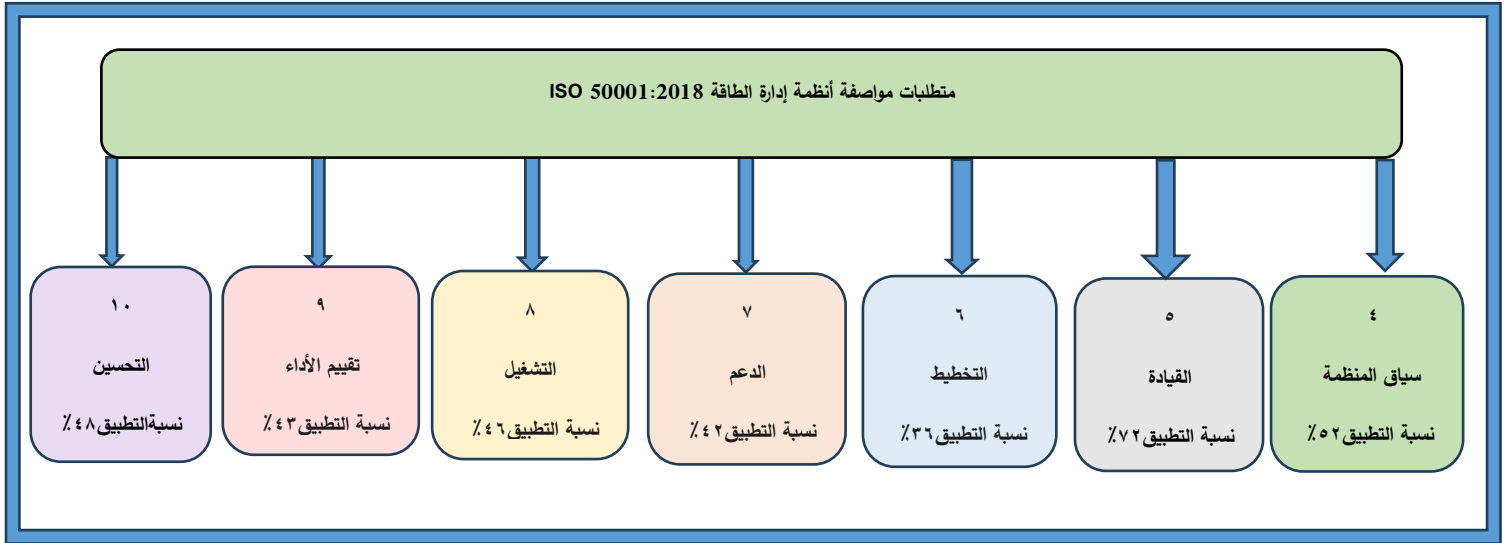 متطلبات مواصفة أنظمة إدارة الطاقة ISO 50001:2018
٤
سياق المنظمة
نسبة التطبيق٥٢٪
٥
القيادة
نسبة التطبيق٧٢٪
٦
التخطيط
نسبة التطبيق٣٦٪
٧
الدعم
نسبة التطبيق٤٢٪
٨
التشغيل
نسبة التطبيق٤٦٪
٩
تقييم الأداء
نسبة التطبيق٤٣٪
١٠
التحسين
نسبةالتطبيق٤٨٪